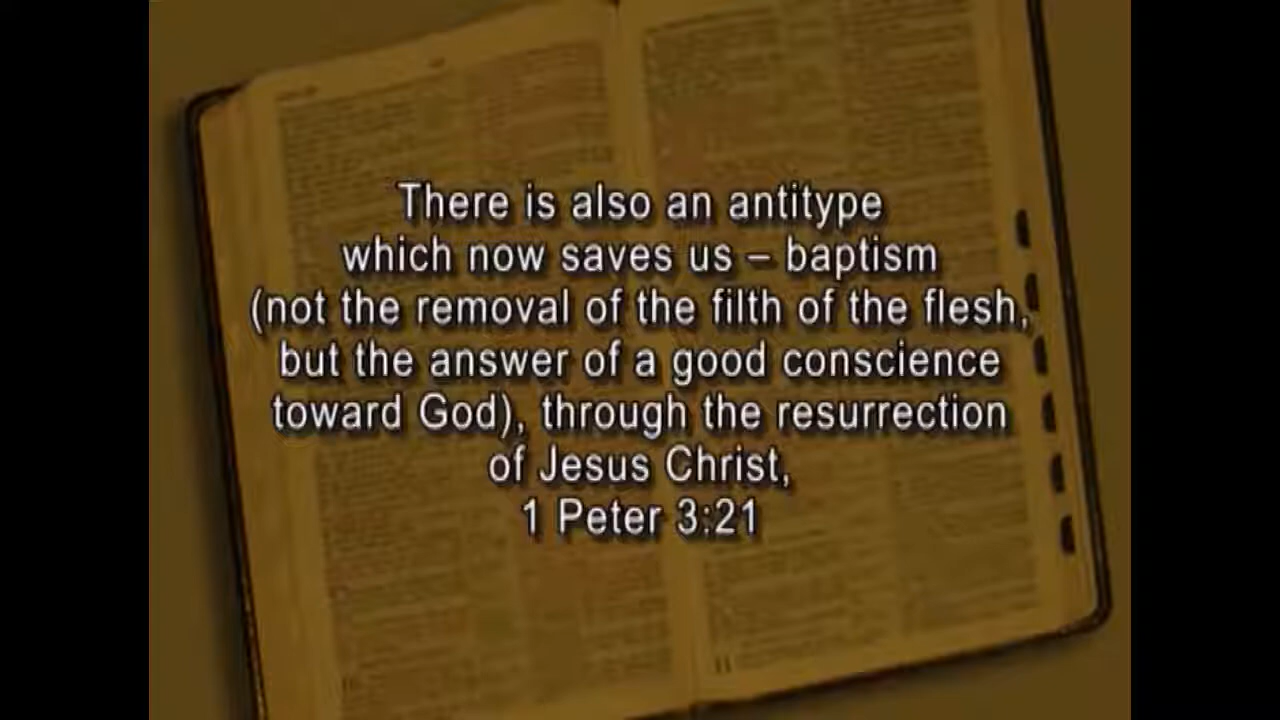 There is also an antitype
which now saves us – baptism
(not the removal of the filth of the flesh,
but the answer of a good conscience
toward God), through the resurrection
of Jesus Christ,
1 Peter 3:21